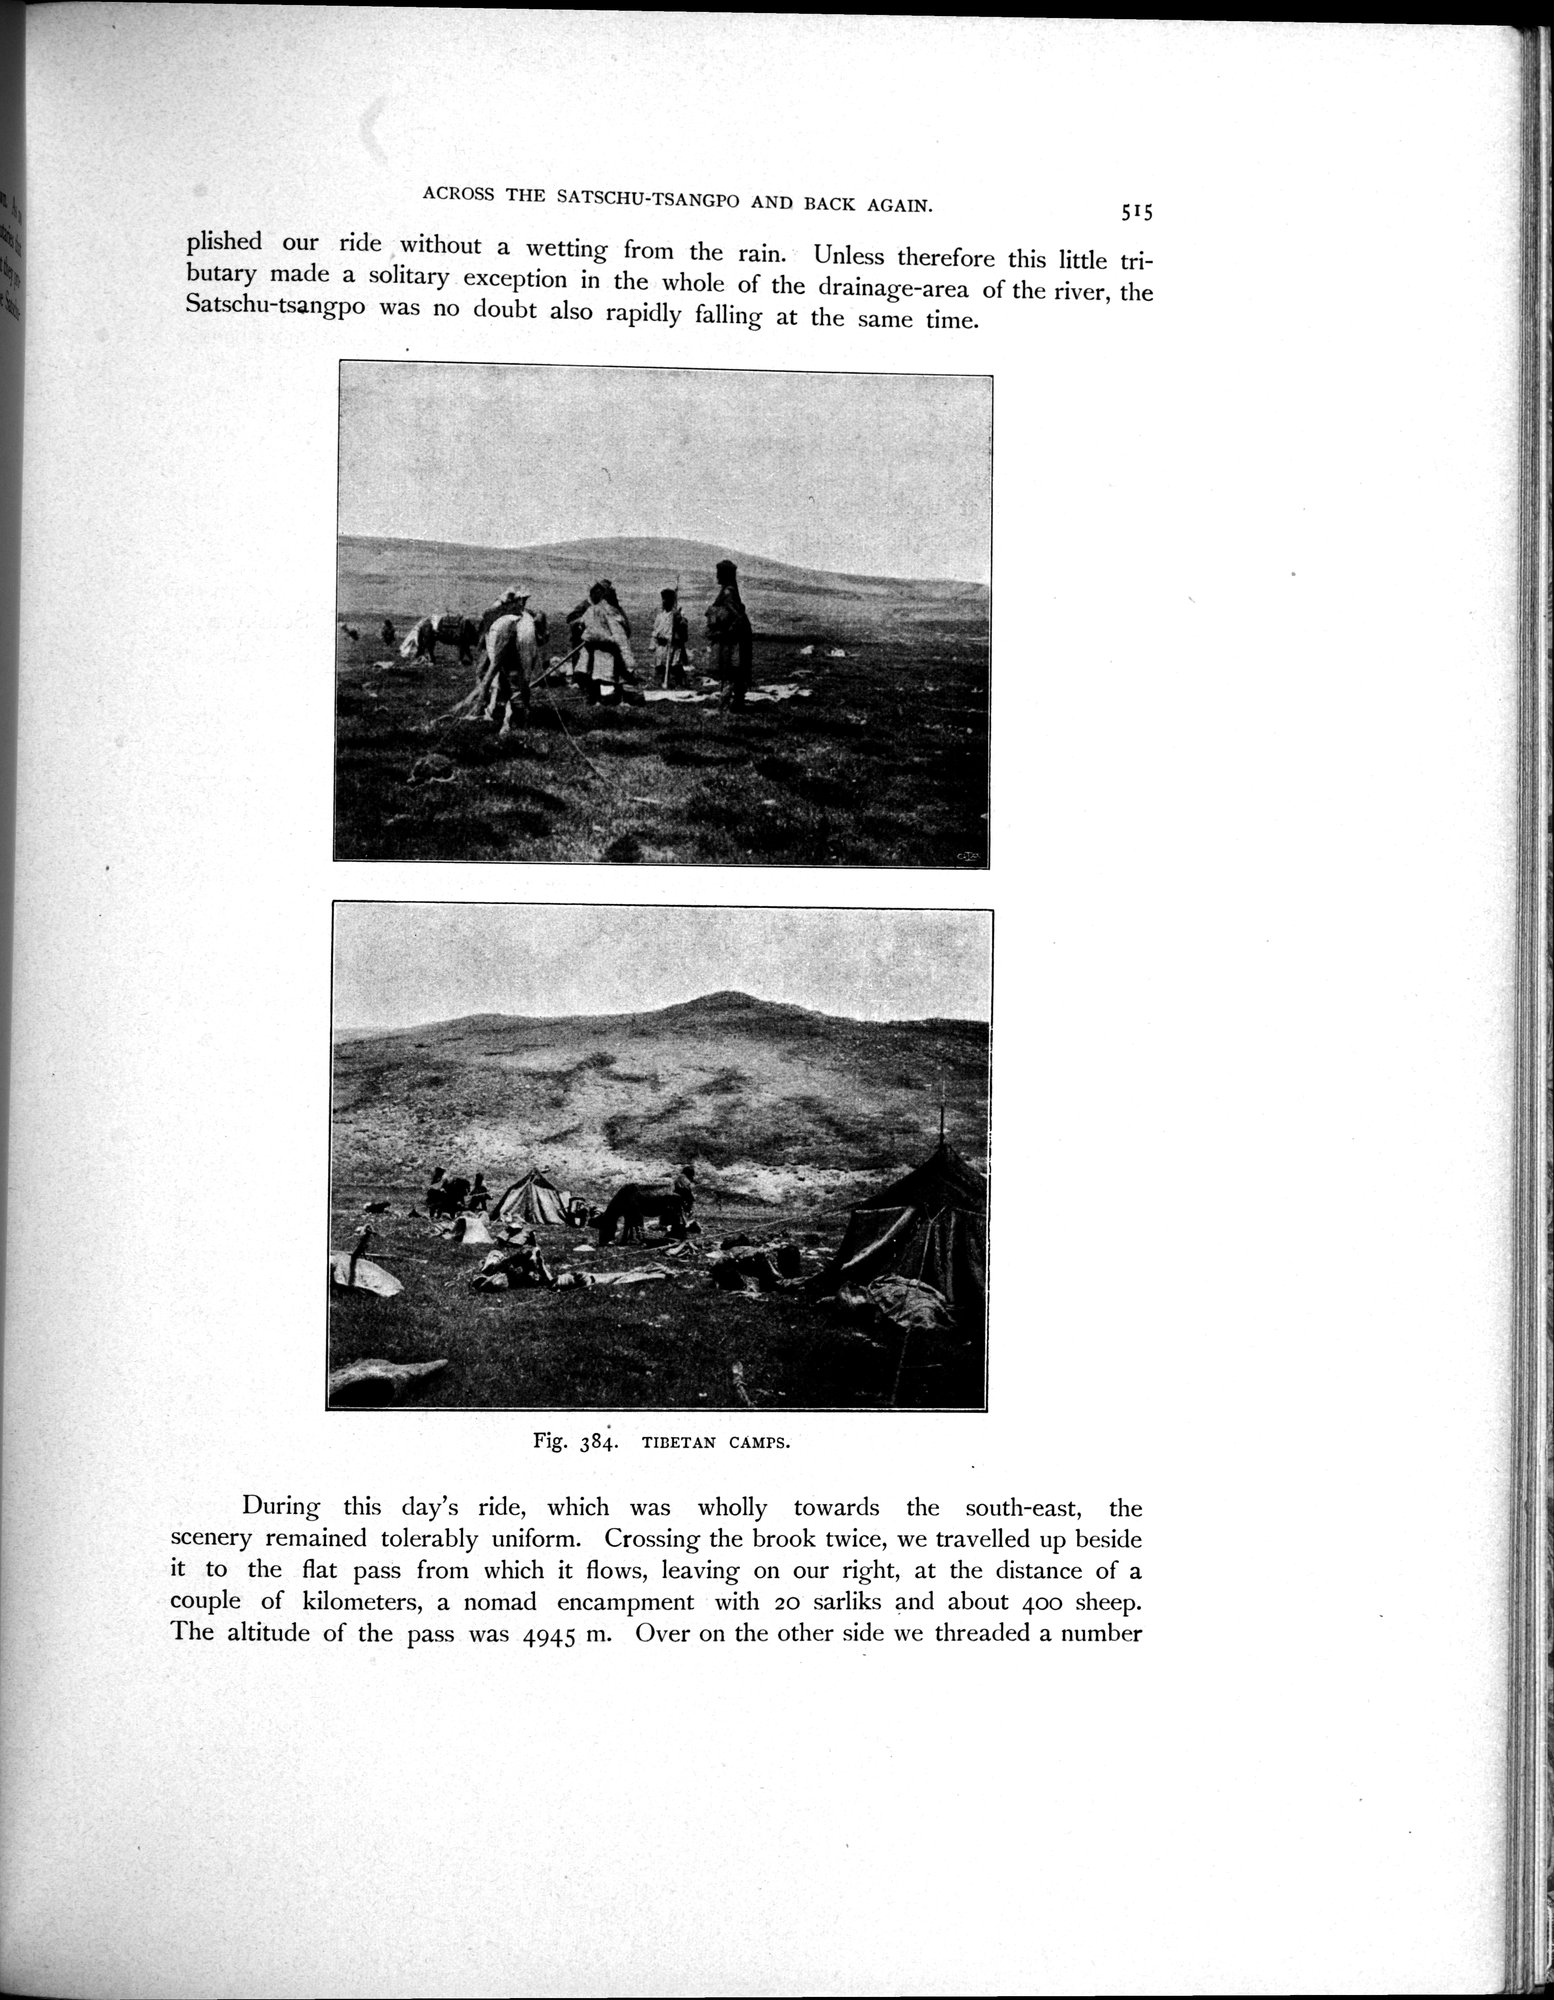 ACROSS THE SATSCHU-TSANGPO AND BACK AGAIN. 515
plished our ride without a wetting from the rain. Unless therefore this little tri-
butary made a solitary exception in the whole of the drainage-area of the river, the
Satschu-tsangpo was no doubt also rapidly falling at the same time.
Fig. 384. TIBETAN CAMPS.
During this day's ride, which was wholly towards the south-east, the
scenery remained tolerably uniform. Crossing the brook twice, we travelled up beside
it to the flat pass from which it flows, leaving on our right, at the distance of a
couple of kilometers, a nomad encampment with 20 sarliks and about 400 sheep.
The altitude of the pass was 4945 m. Over on the other side we threaded a number